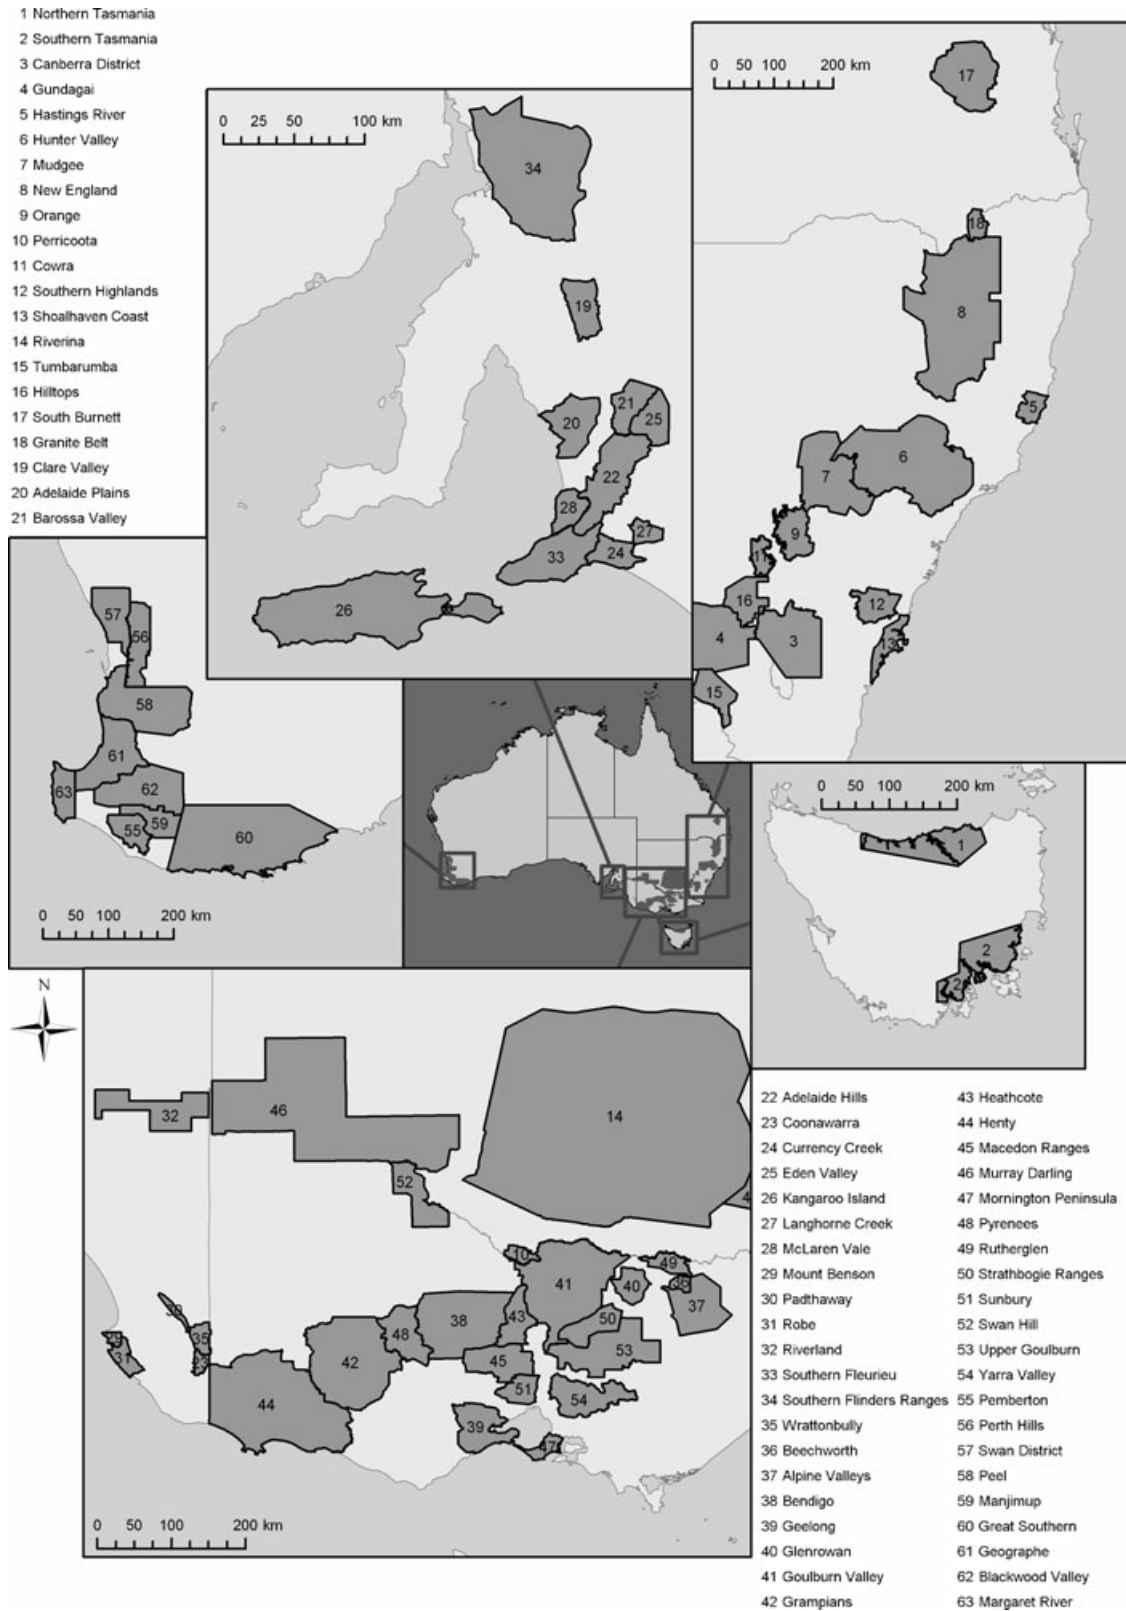 1 Northern Tasmania
2 Southern Tasmania
3 Canberra District
4 Gundagai
5 Hastings River
6 Hunter Valley
7 Mudgee
8 New England
9 Orange
10 Perricoota
11 Cowra
12 Southern Highlands
13 Shoalhaven Coast
14 Riverina
15 Tumbarumba
16 Hilltops
17 South Burnett
18 Granite Belt
19 Clare Valley
20 Adelaide Plains
21 Barossa Valley
0 25 50 100 km
34
19
21
20
25
22
28
27
33
24
26
0 50 100 200 km
17
18
8
5
6
7
9
11
16
12
4
3
13
15
57
56
58
61
63
62
55
59
60
0 50 100 200 km
0 100 200 km
1
2
2
N
32
46
14
52
4
10
49
41
40
36
37
30
50
43
38
48
29
35
53
31
23
42
45
51
54
44
39
47
0 50 100 200 km
22 Adelaide Hills
23 Coonawarra
24 Currency Creek
25 Eden Valley
26 Kangaroo Island
27 Langhorne Creek
28 McLaren Vale
29 Mount Benson
30 Padthaway
31 Robe
32 Riverland
33 Southern Fleurieu
34 Southern Flinders Ranges
35 Wrattonbully
36 Beechworth
37 Alpine Valleys
38 Bendigo
39 Geelong
40 Glenrowan
41 Goulburn Valley
42 Grampians
43 Heathcote
44 Henty
45 Macedon Ranges
46 Murray Darling
47 Mornington Peninsula
48 Pyrenees
49 Rutherglen
50 Strathbogie Ranges
51 Sunbury
52 Swan Hill
53 Upper Goulburn
54 Yarra Valley
55 Pemberton
56 Perth Hills
57 Swan District
58 Peel
59 Manjimup
60 Great Southern
61 Geographe
62 Blackwood Valley
63 Margaret River